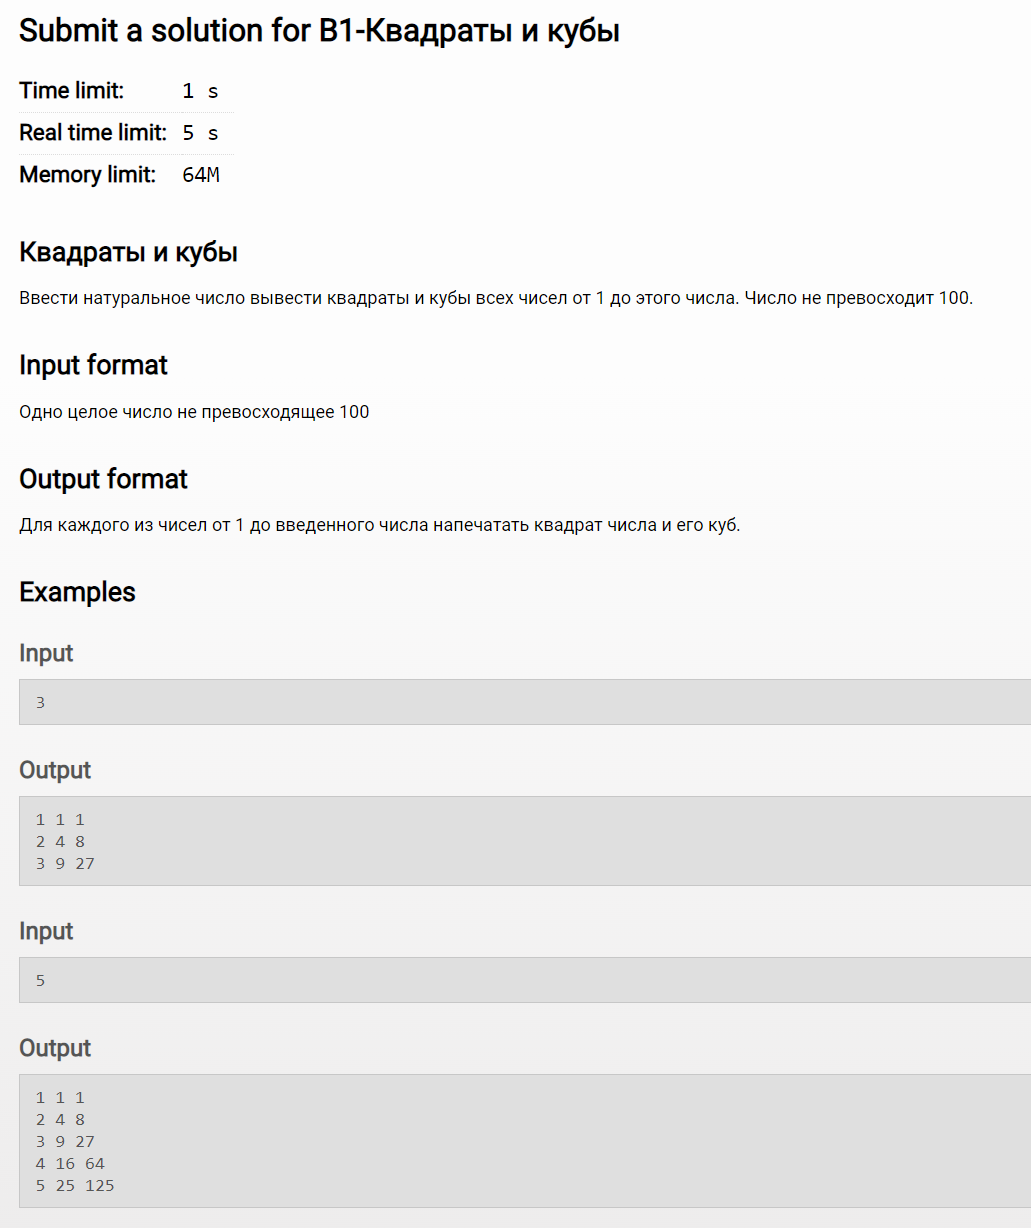 Submit a solution for B1-Квадраты и кубы
Time limit: 1 s
Real time limit: 5 s
Memory limit: 64M
Квадраты и кубы
Ввести натуральное число вывести квадраты и кубы всех чисел от 1 до этого числа. Число не превосходит 100.
Input format
Одно целое число не превосходящее 100
Output format
Для каждого из чисел от 1 до введенного числа напечатать квадрат числа и его куб.
Examples
Input
3
Output
1 1 1
2 4 8
3 9 27
Input
5
Output
1 1 1
2 4 8
3 9 27
4 16 64
5 25 125